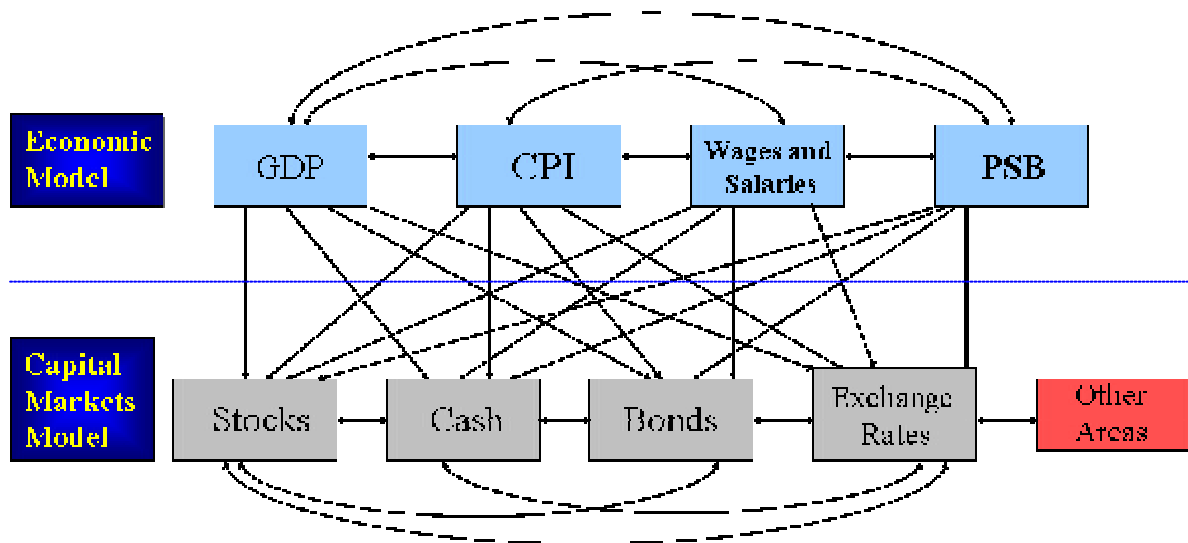 Economic
Model
GDP
CPI
Wages and
Salaries
PSB
Capital
Markets
Model
Stocks
Cash
Bonds
Exchange
Rates
Other
Areas